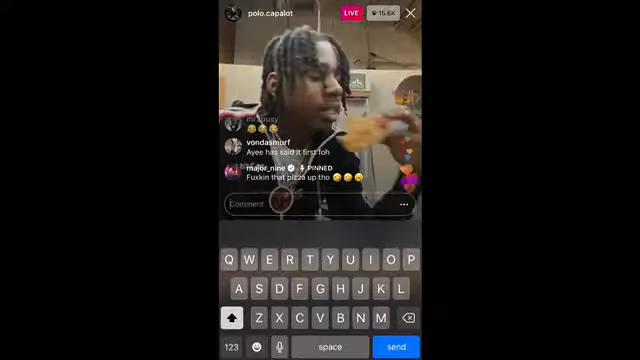 polo.capalot
LIVE
15.6K
😂😂😂
vondasmurf
Ayee has said it first foh
major_nine PINNED
Fuxkin that pizza up tho 🤣🤣🤣
Comment
Q W E R T Y U I O P
A S D F G H J K L
Z X C V B N M
123 space send